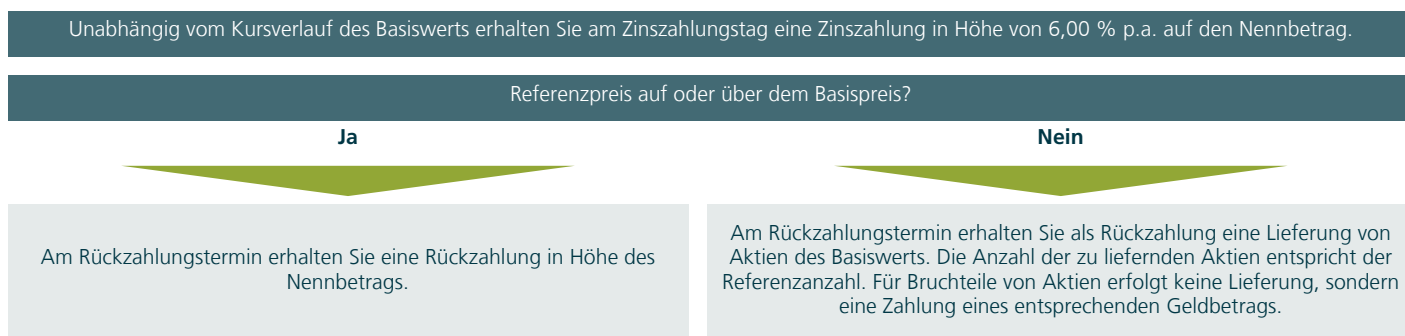 Unabhängig vom Kursverlauf des Basiswerts erhalten Sie am Zinszahlungstag eine Zinszahlung in Höhe von 6,00 % p.a. auf den Nennbetrag.
Referenzpreis auf oder über dem Basispreis?
Ja
Am Rückzahlungstermin erhalten Sie eine Rückzahlung in Höhe des
Nennbetrags.
Nein
Am Rückzahlungstermin erhalten Sie als Rückzahlung eine Lieferung von
Aktien des Basiswerts. Die Anzahl der zu liefernden Aktien entspricht der
Referenzanzahl. Für Bruchteile von Aktien erfolgt keine Lieferung, sondern
eine Zahlung eines entsprechenden Geldbetrags.